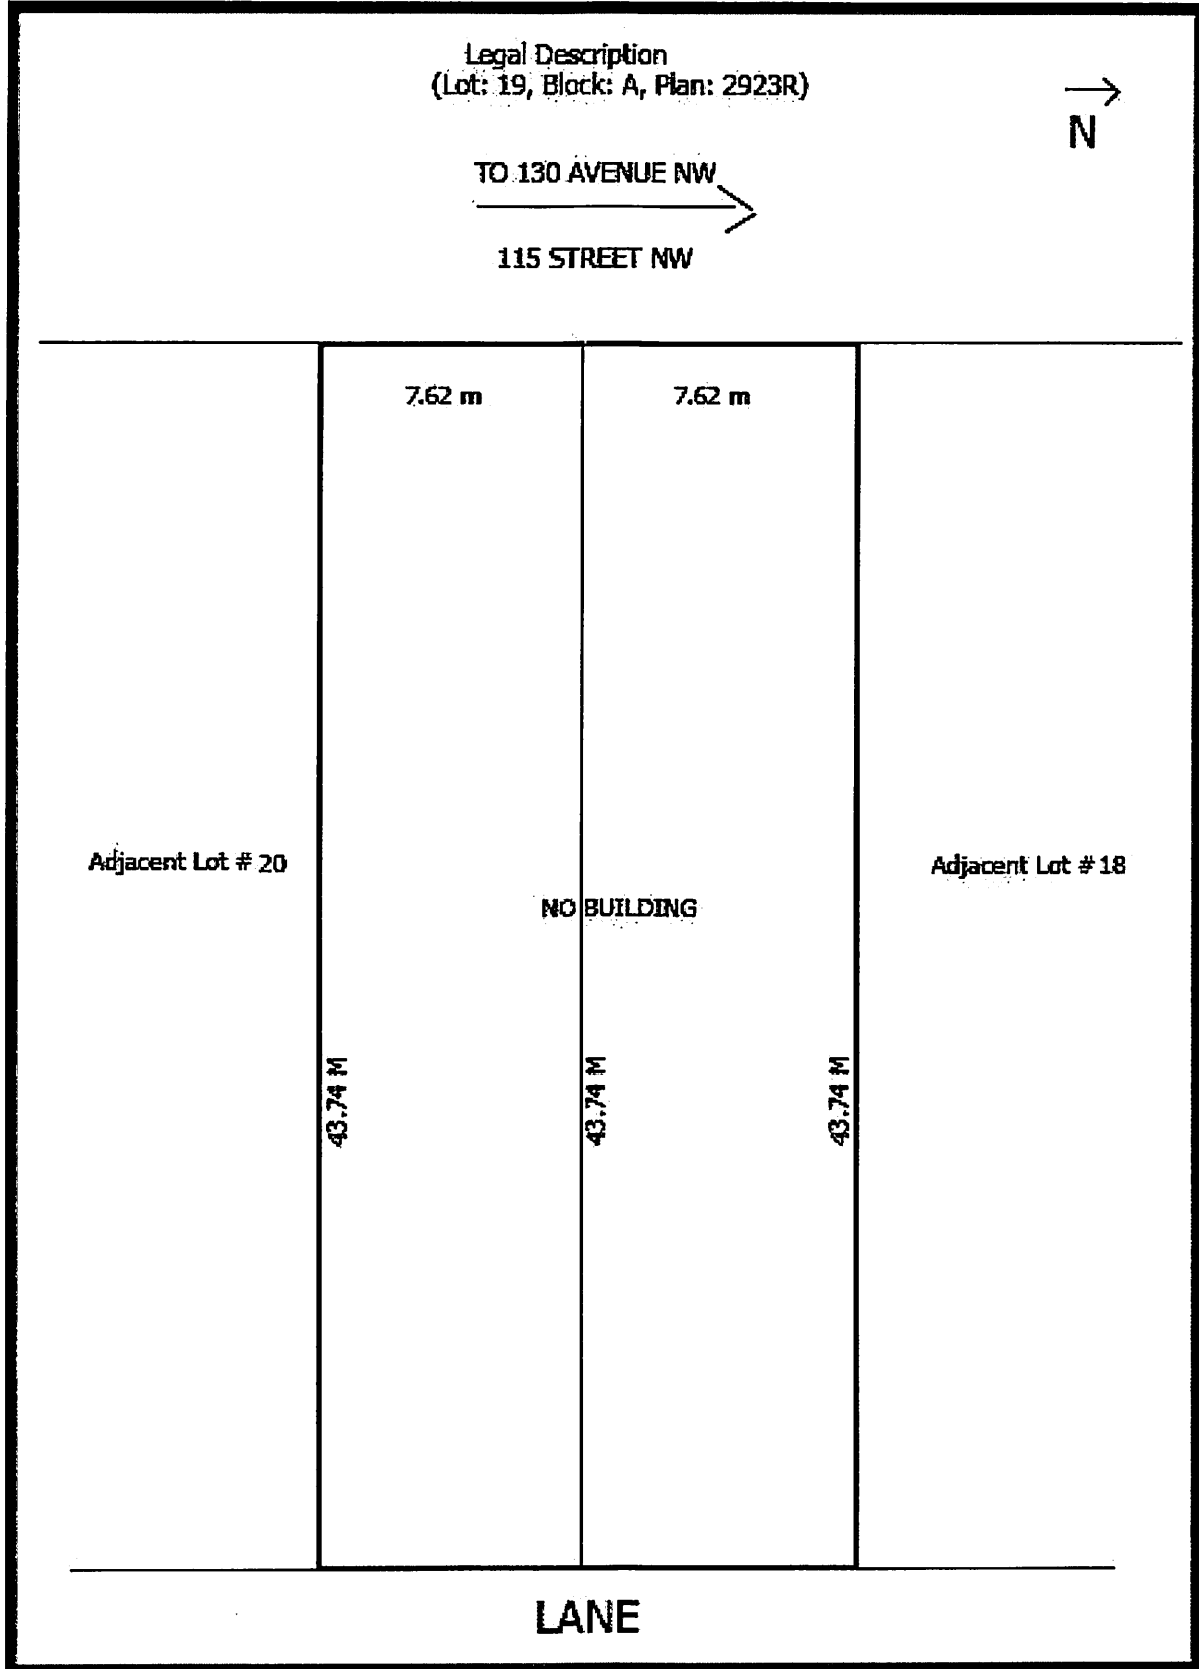 Legal Description
(Lot: 19, Block: A, Plan: 2923R)
N
TO 130 AVENUE NW
115 STREET NW
7.62 m
7.62 m
Adjacent Lot # 20
Adjacent Lot # 18
NO BUILDING
43.74 M
43.74 M
43.74 M
LANE